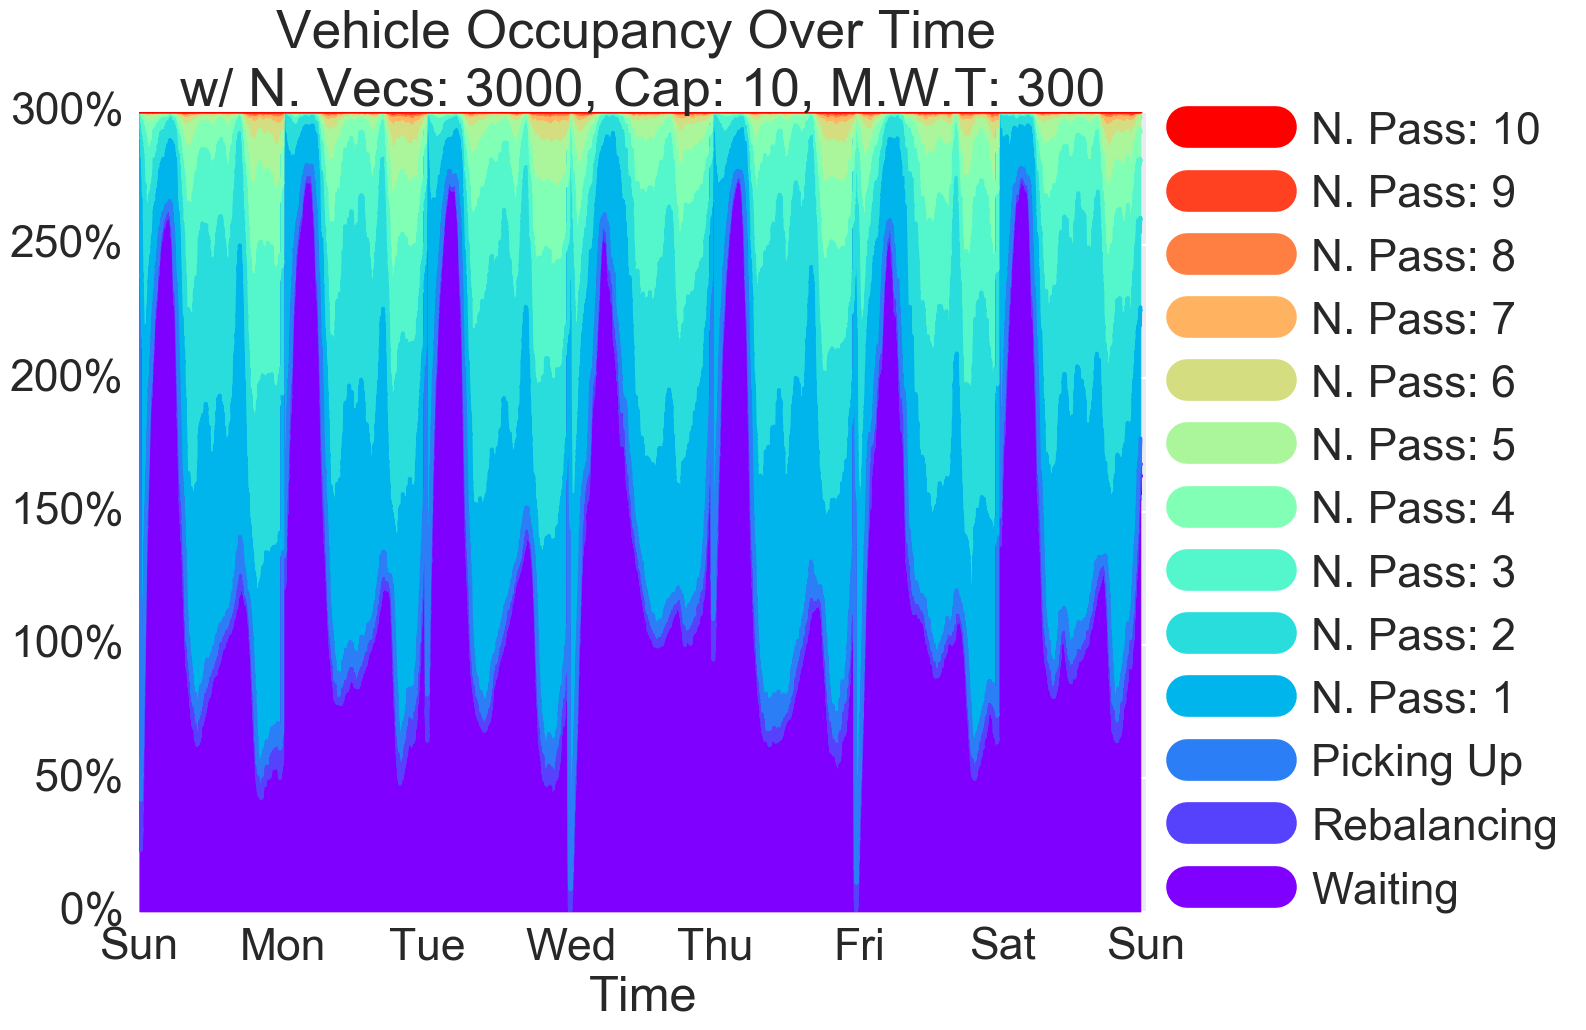 Vehicle Occupancy Over Time
w/ N. Vecs: 3000, Cap: 10, M.W.T: 300
300%
250%
200%
150%
100%
50%
0%
Sun Mon Tue Wed Thu Fri Sat Sun
Time
N. Pass: 10
N. Pass: 9
N. Pass: 8
N. Pass: 7
N. Pass: 6
N. Pass: 5
N. Pass: 4
N. Pass: 3
N. Pass: 2
N. Pass: 1
Picking Up
Rebalancing
Waiting